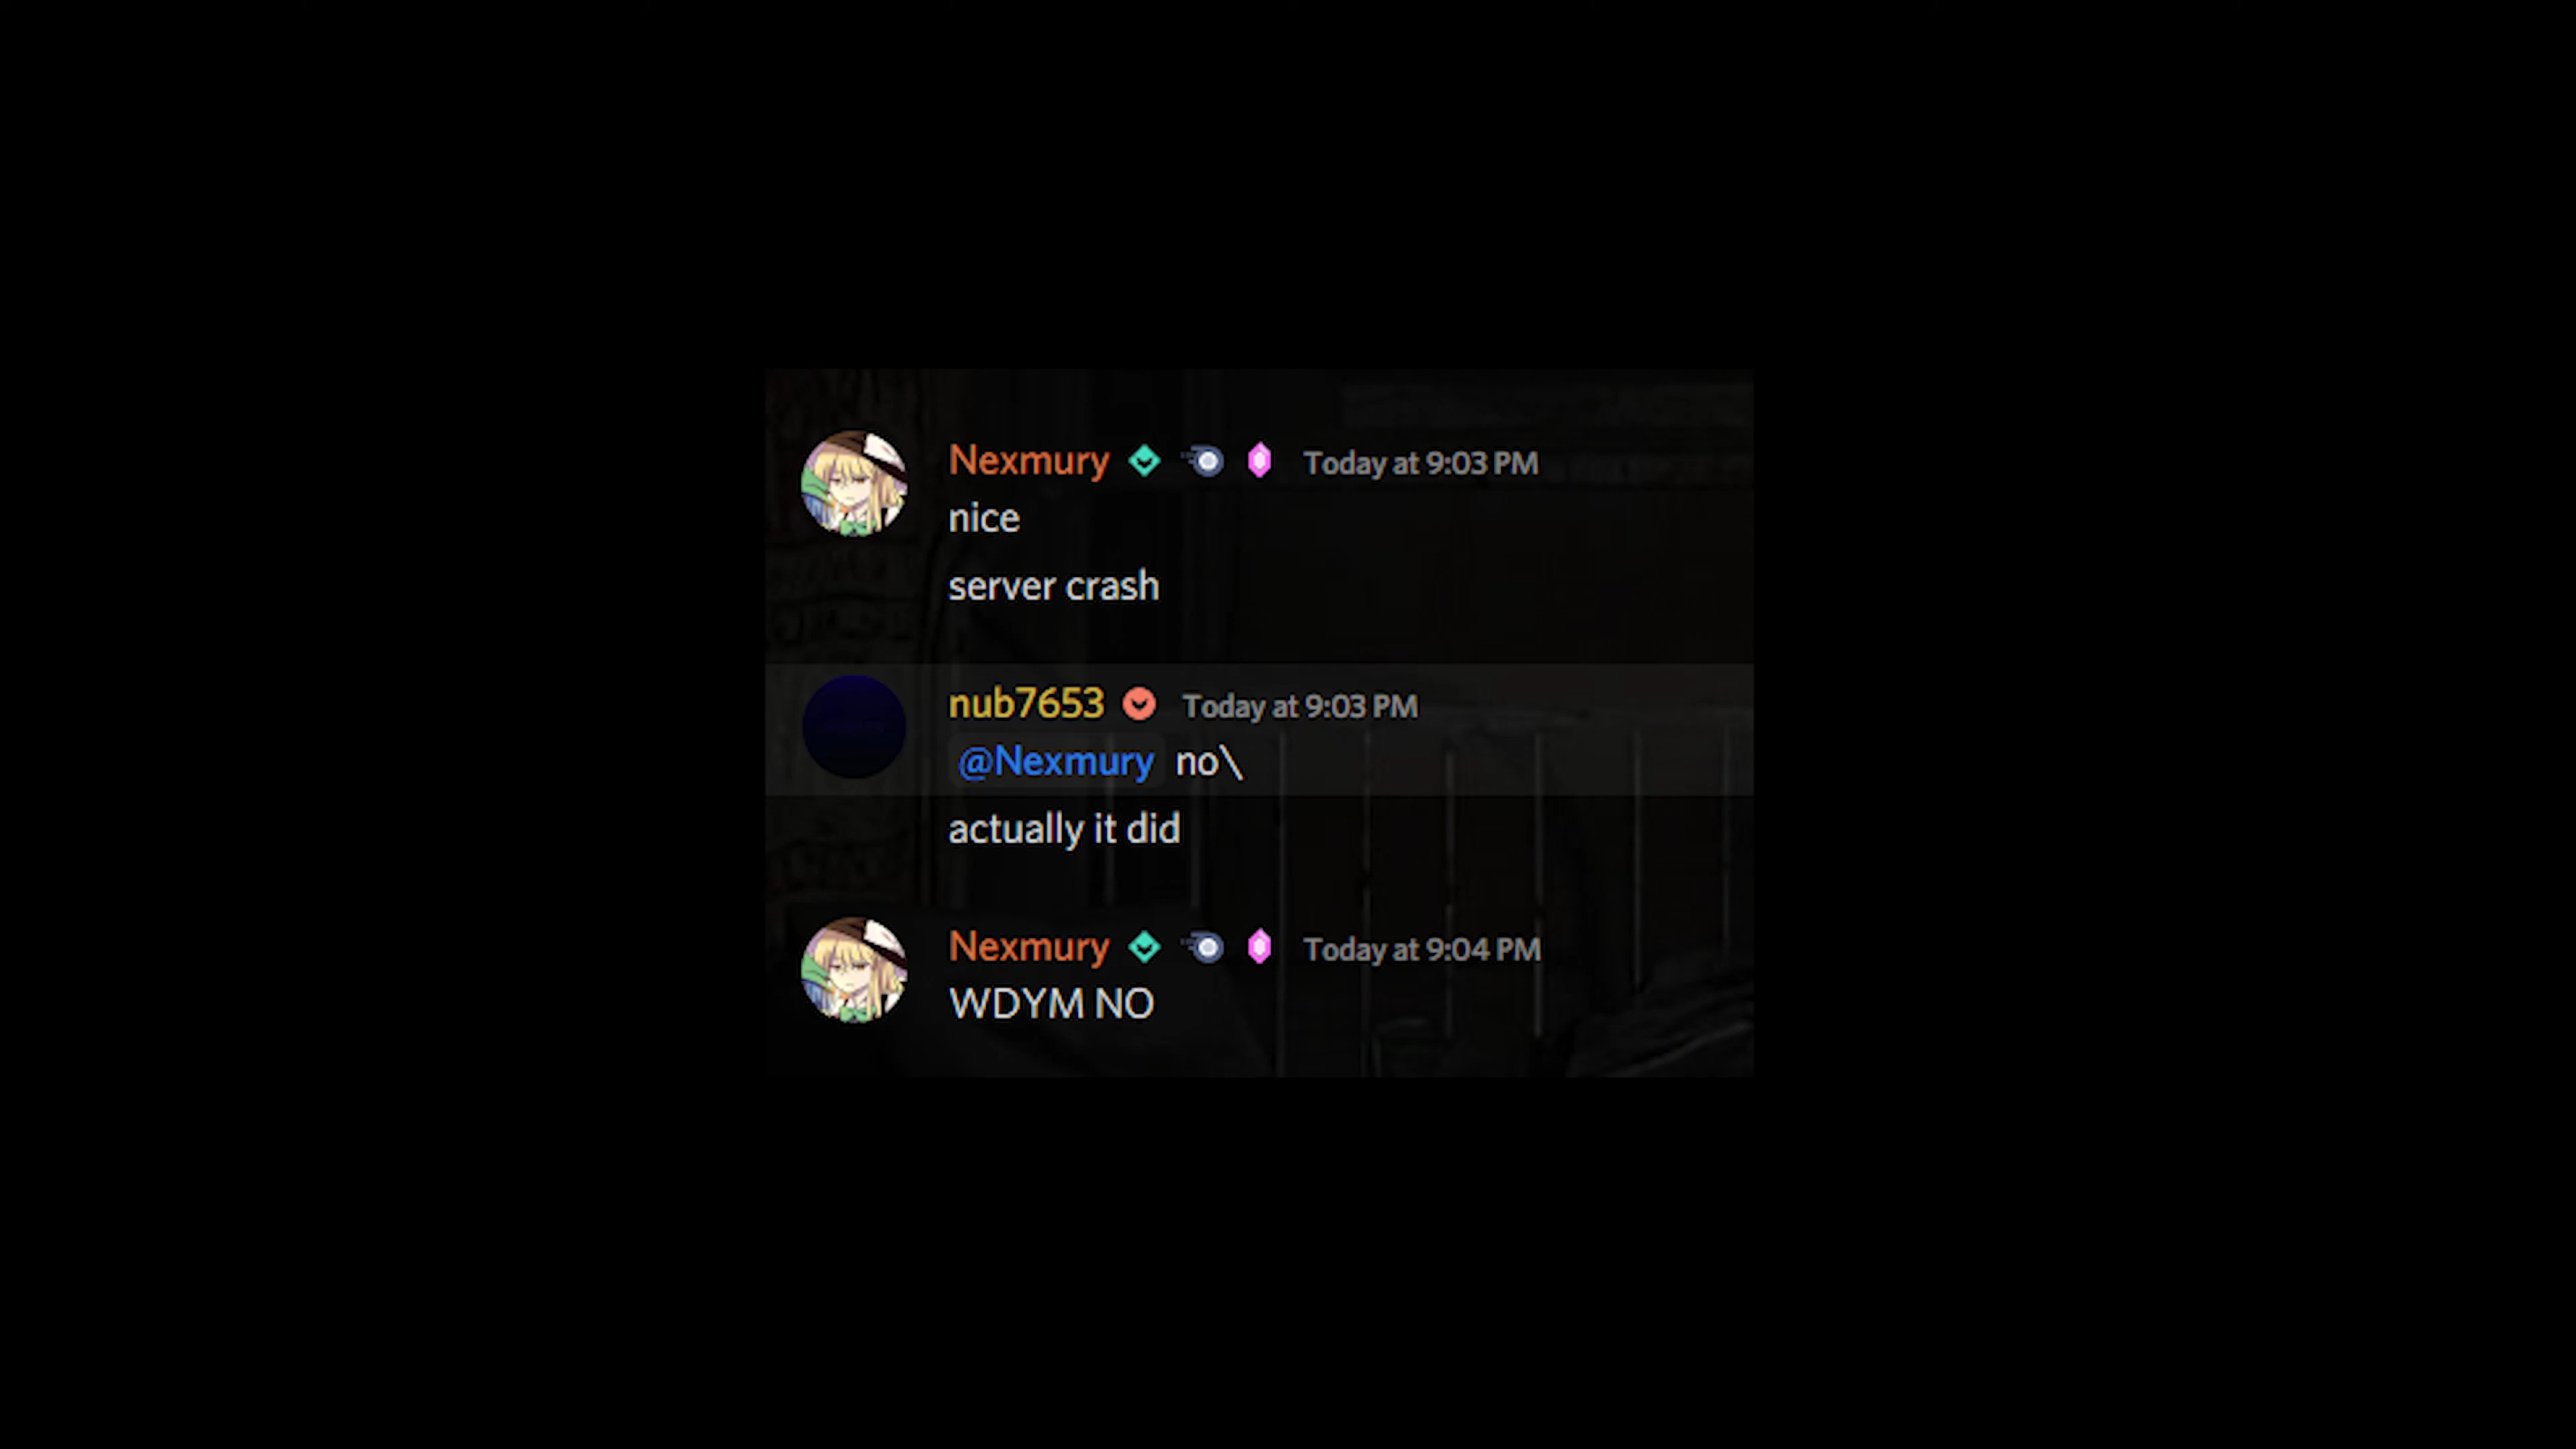 Nexmury Today at 9:03 PM
nice
server crash
nub7653 Today at 9:03 PM
@Nexmury no\
actually it did
Nexmury Today at 9:04 PM
WDYM NO